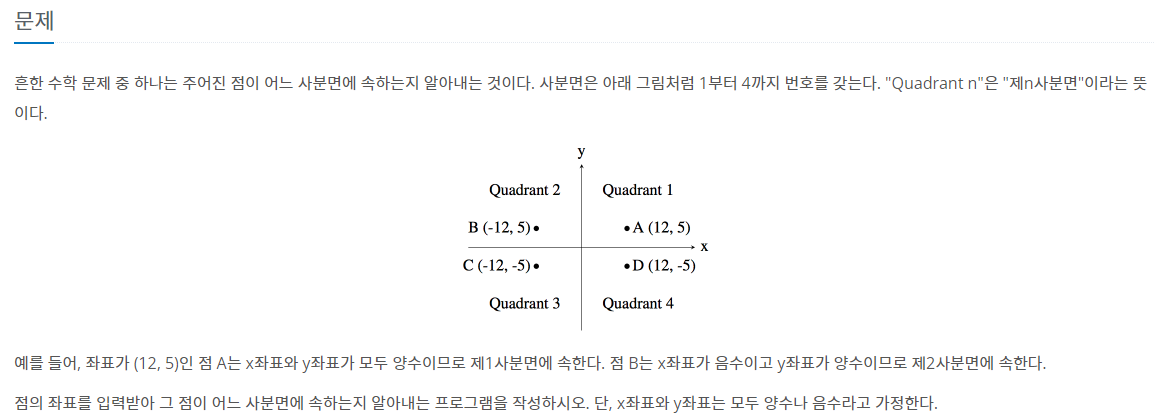 문제
흔한 수학 문제 중 하나는 주어진 점이 어느 사분면에 속하는지 알아내는 것이다. 사분면은 아래 그림처럼 1부터 4까지 번호를 갖는다. "Quadrant n"은 "제n사분면"이라는 뜻
이다.
y
Quadrant 2 Quadrant 1
B (-12, 5) A (12, 5)
x
C (-12, -5) D (12, -5)
Quadrant 3 Quadrant 4
예를 들어, 좌표가 (12, 5)인 점 A는 x좌표와 y좌표가 모두 양수이므로 제1사분면에 속한다. 점 B는 x좌표가 음수이고 y좌표가 양수이므로 제2사분면에 속한다.
점의 좌표를 입력받아 그 점이 어느 사분면에 속하는지 알아내는 프로그램을 작성하시오. 단, x좌표와 y좌표는 모두 양수나 음수라고 가정한다.